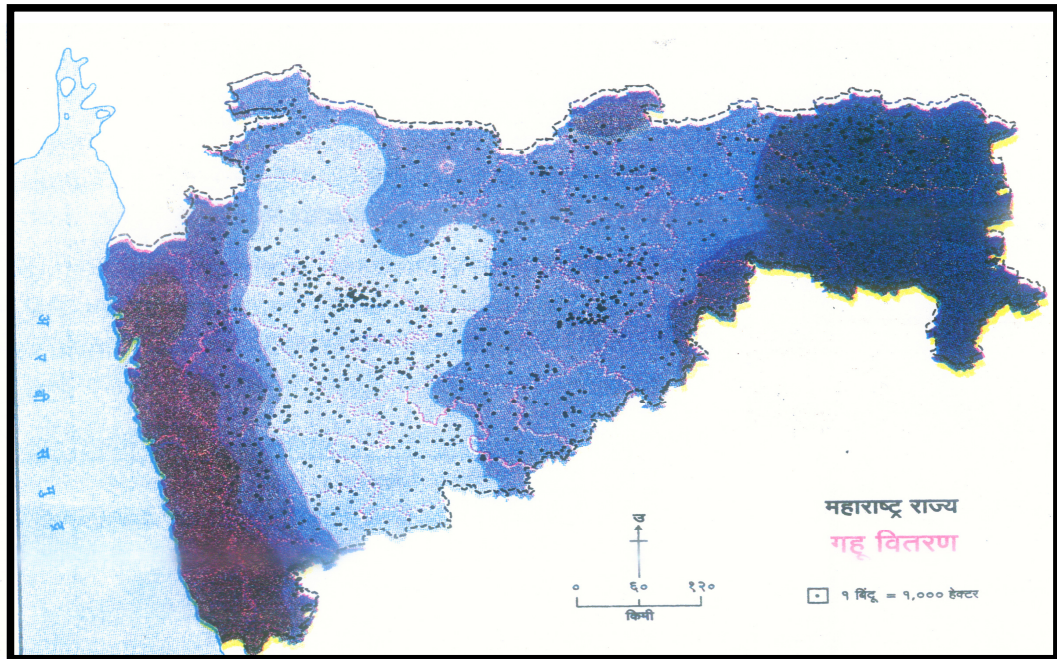 अरबी समुद्र
महाराष्ट्र राज्य
गहू वितरण
उ
० ६० १२०
किमी
१ बिंदू = १,००० हेक्टर